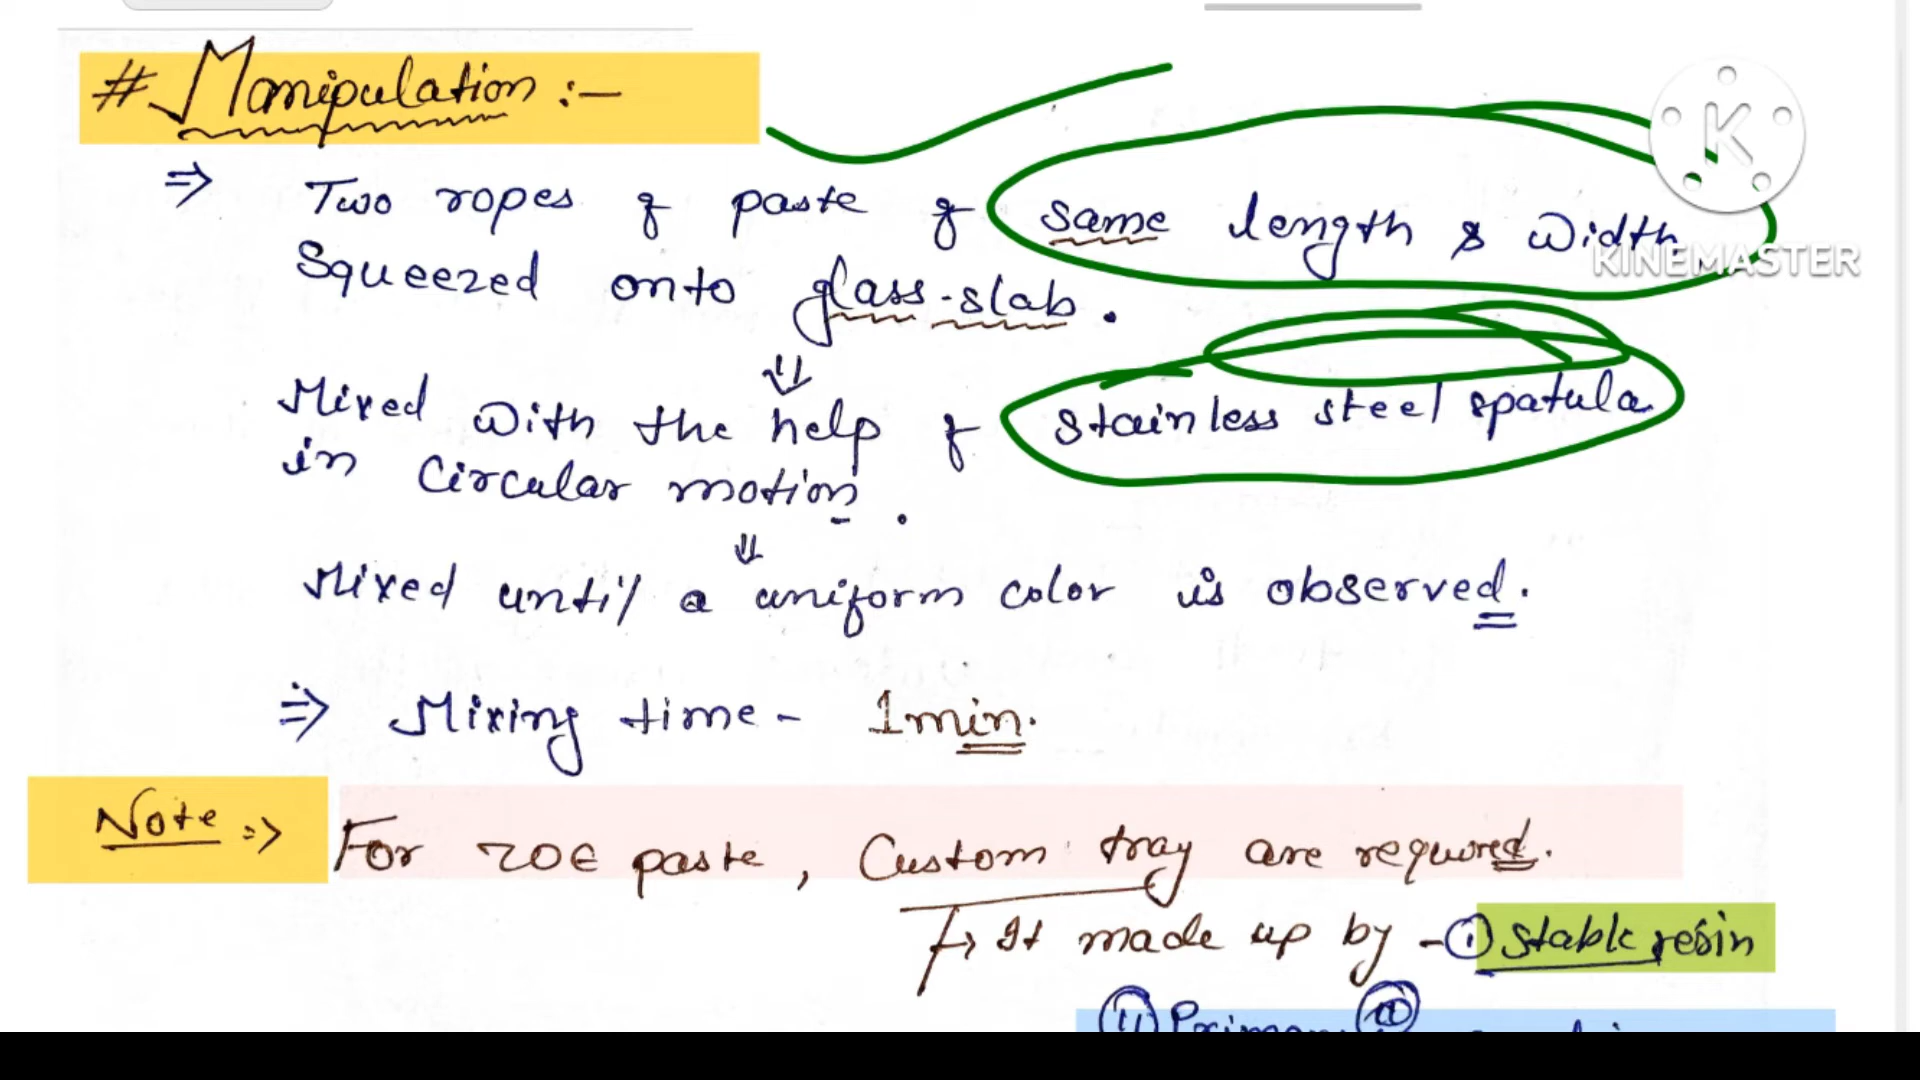 # Manipulation :-
⇒ Two ropes of paste of same length & width
Squeezed onto glass-slab.
⇓
Mixed with the help of stainless steel spatula
in Circular motion.
⇓
Mixed until a uniform color is observed.
⇒ Mixing time - 1min.
Note => For ZOE paste, Custom tray are required.
↳ It made up by - (i) Stable resin
(ii)
K
KINEMASTER